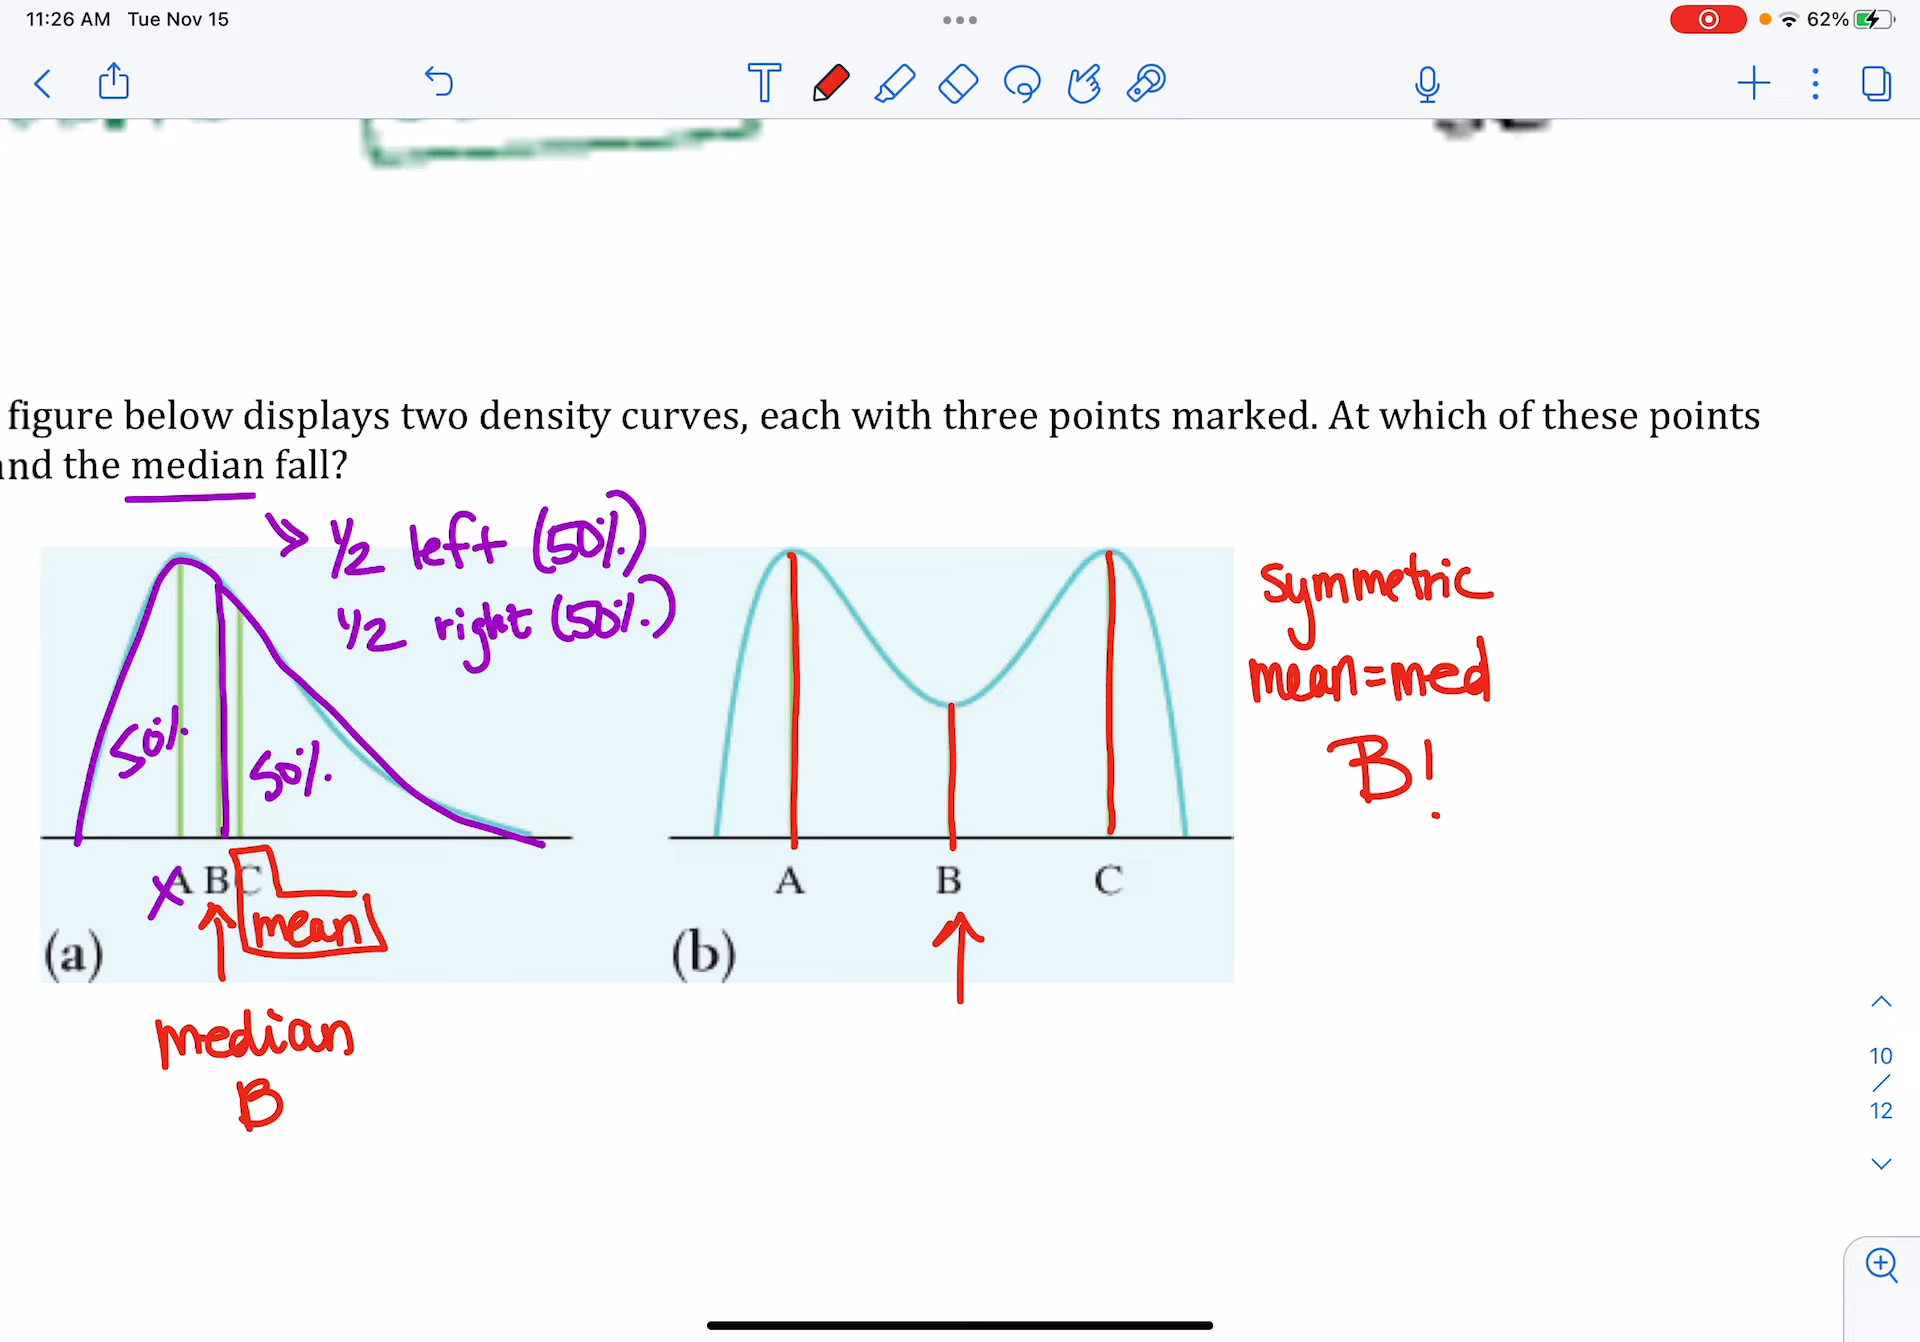 11:26 AM Tue Nov 15
62%
T
figure below displays two density curves, each with three points marked. At which of these points
and the median fall?
1/2 left (50%)
1/2 right (50%)
50%
50%
A B C
mean
(a)
median
B
A B C
(b)
symmetric
mean=med
B!
10
/
12